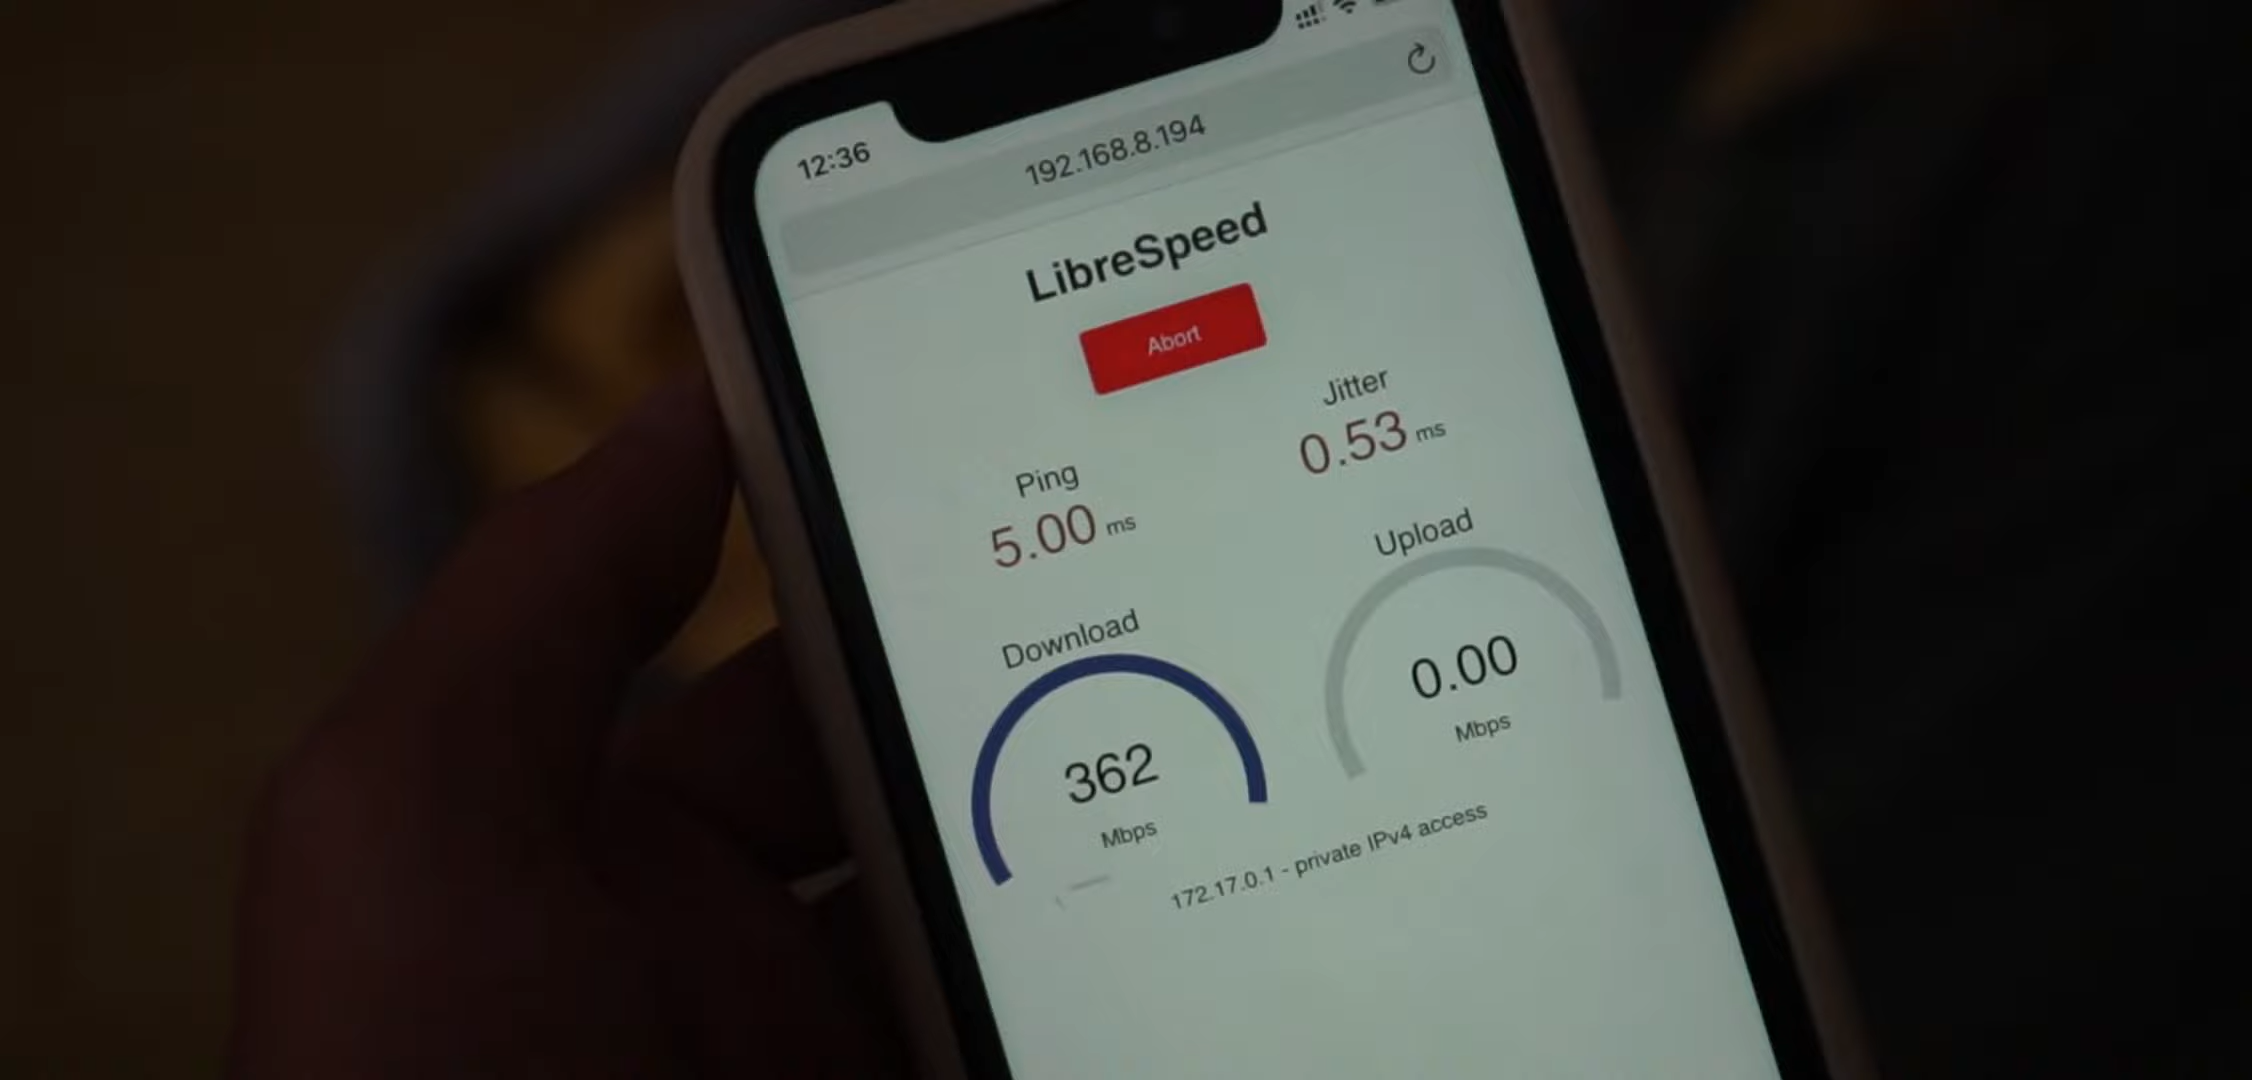 12:36
192.168.8.194
LibreSpeed
Abort
Ping
5.00 ms
Jitter
0.53 ms
Download
362
Mbps
Upload
0.00
Mbps
172.17.0.1 - private IPv4 access